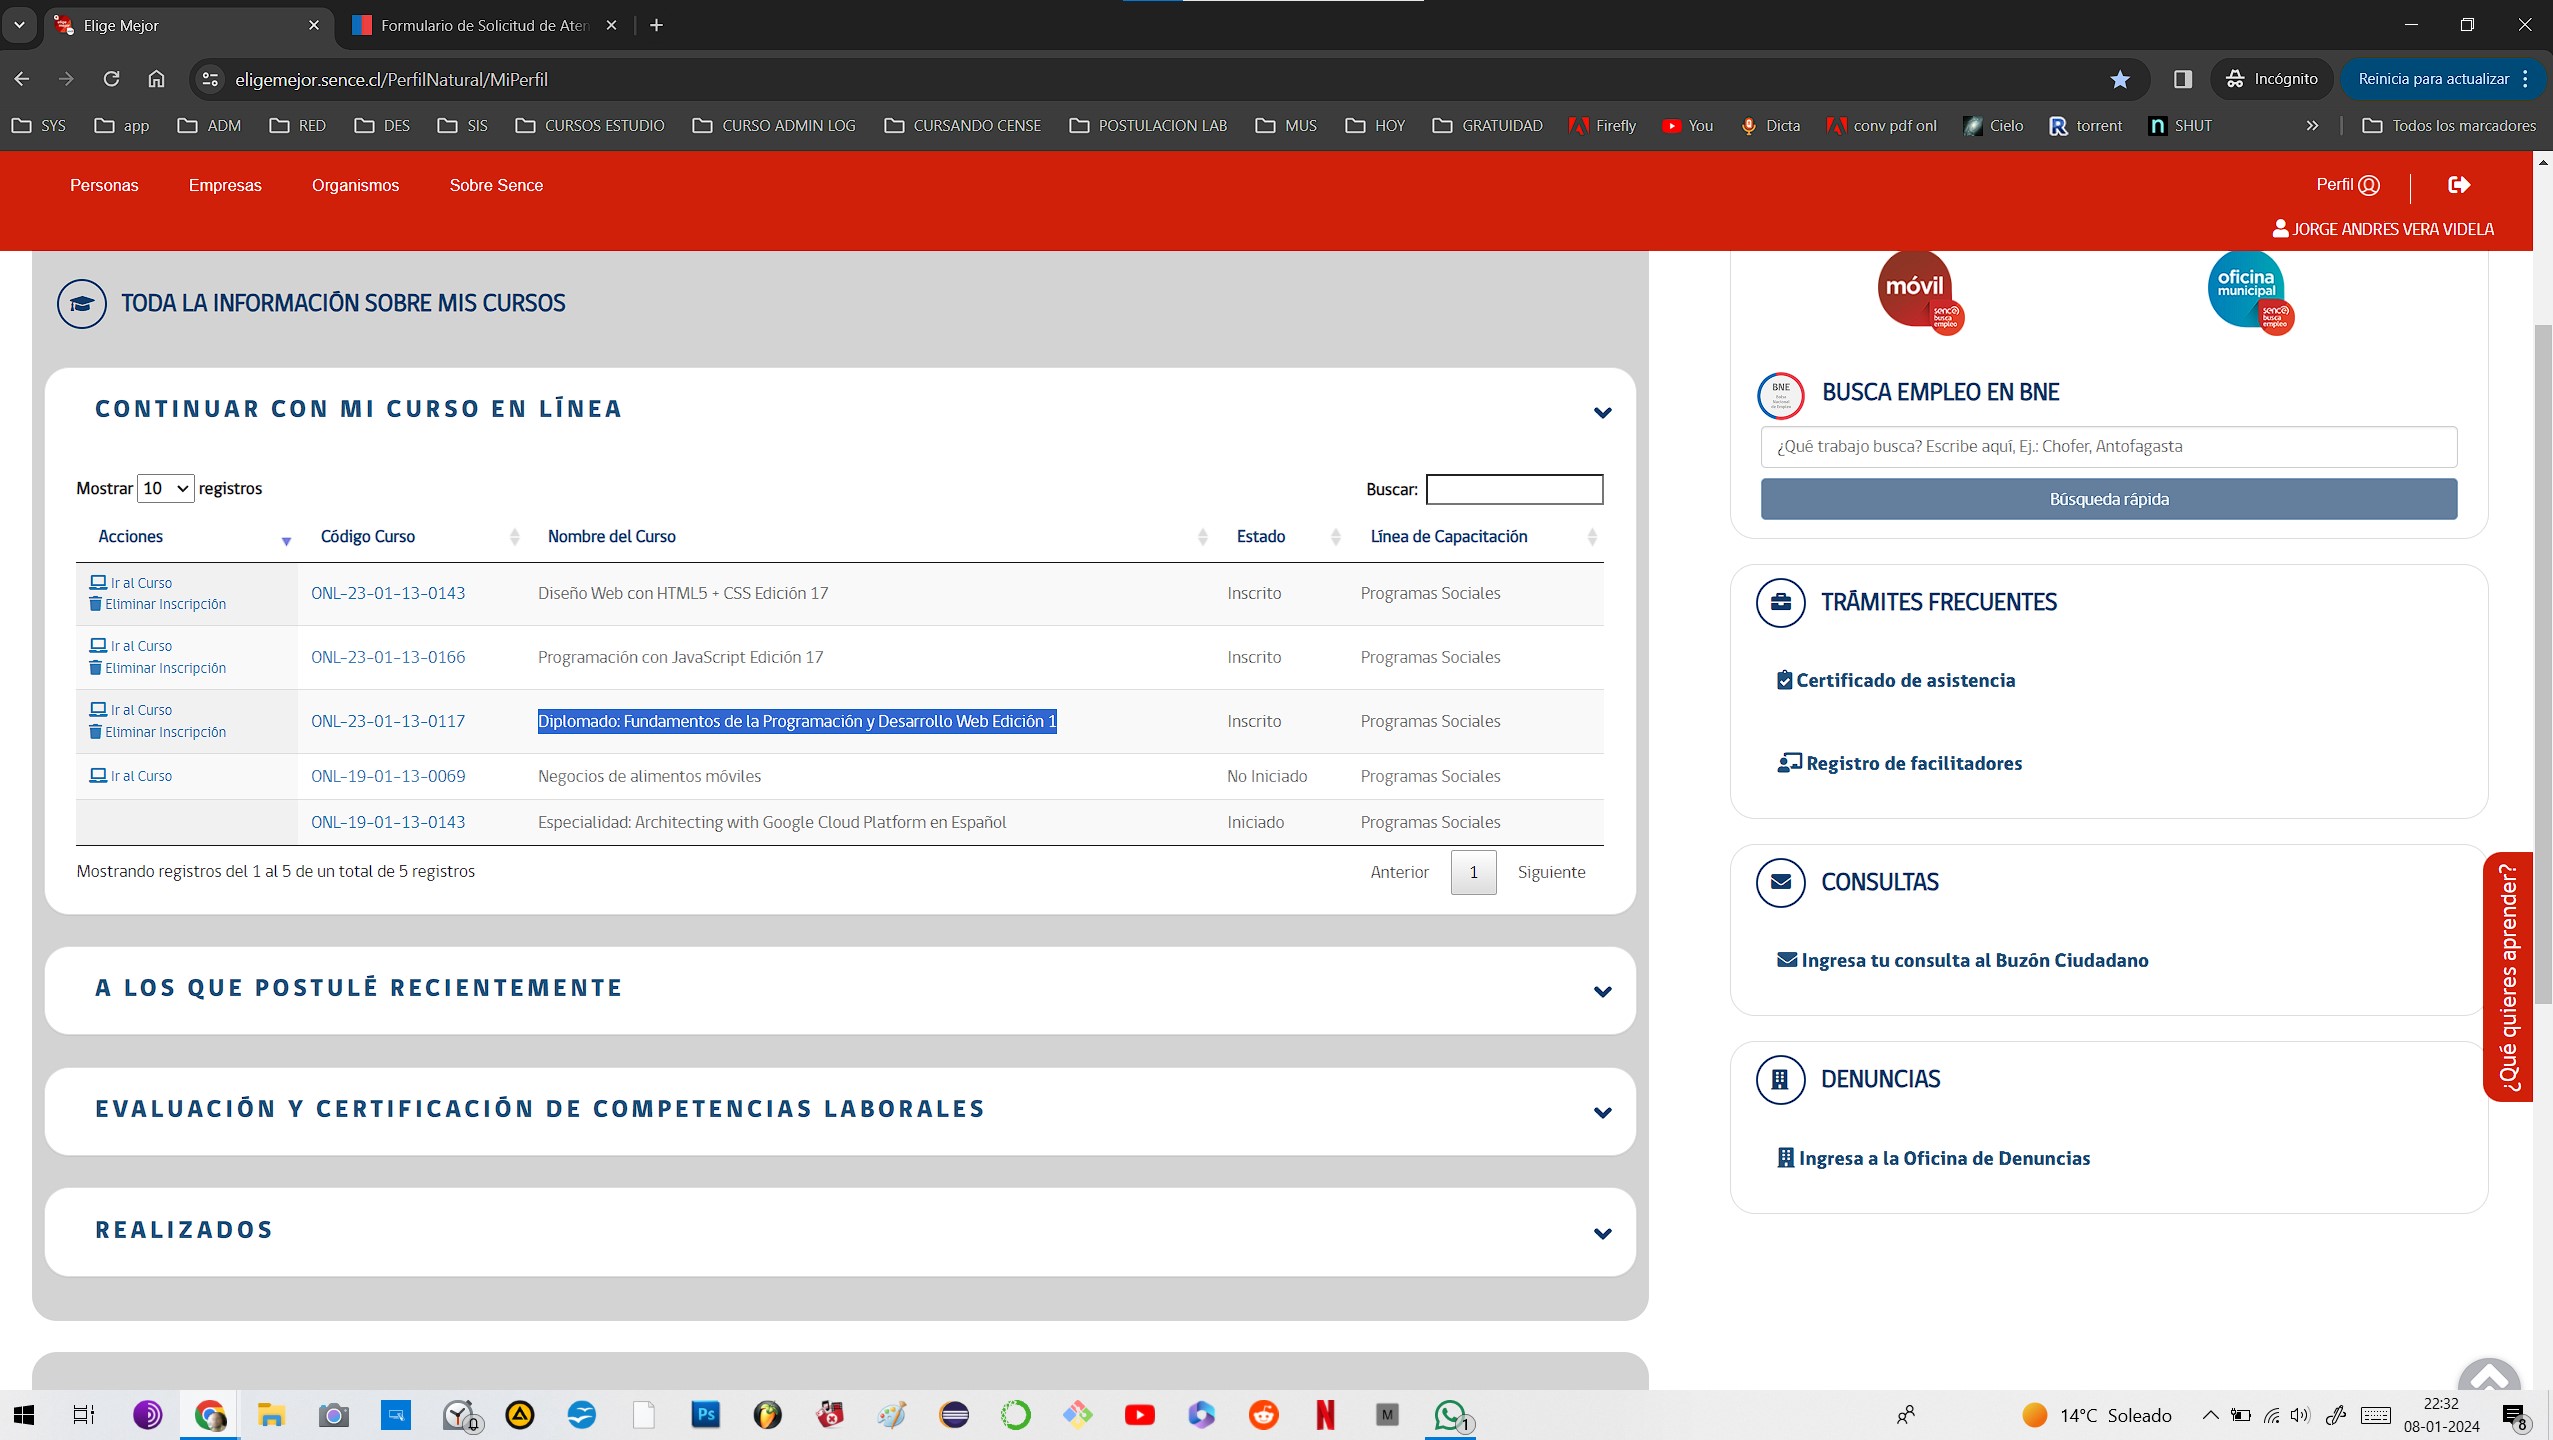 Elige Mejor
Formulario de Solicitud de Aten
eligemejor.sence.cl/PerfilNatural/MiPerfil
Incógnito
Reinicia para actualizar
SYS app ADM RED DES SIS CURSOS ESTUDIO CURSO ADMIN LOG CURSANDO CENSE POSTULACION LAB MUS HOY GRATUIDAD Firefly You Dicta conv pdf onl Cielo torrent SHUT Todos los marcadores
Personas Empresas Organismos Sobre Sence
Perfil
JORGE ANDRES VERA VIDELA
TODA LA INFORMACIÓN SOBRE MIS CURSOS
CONTINUAR CON MI CURSO EN LÍNEA
Mostrar 10 registros
Buscar:
Acciones Código Curso Nombre del Curso Estado Línea de Capacitación
Ir al Curso
Eliminar Inscripción
ONL-23-01-13-0143 Diseño Web con HTML5 + CSS Edición 17 Inscrito Programas Sociales
Ir al Curso
Eliminar Inscripción
ONL-23-01-13-0166 Programación con JavaScript Edición 17 Inscrito Programas Sociales
Ir al Curso
Eliminar Inscripción
ONL-23-01-13-0117 Diplomado: Fundamentos de la Programación y Desarrollo Web Edición 1 Inscrito Programas Sociales
Ir al Curso ONL-19-01-13-0069 Negocios de alimentos móviles No Iniciado Programas Sociales
ONL-19-01-13-0143 Especialidad: Architecting with Google Cloud Platform en Español Iniciado Programas Sociales
Mostrando registros del 1 al 5 de un total de 5 registros
Anterior 1 Siguiente
A LOS QUE POSTULÉ RECIENTEMENTE
EVALUACIÓN Y CERTIFICACIÓN DE COMPETENCIAS LABORALES
REALIZADOS
móvil
sence
busca
empleo
oficina
municipal
sence
busca
empleo
BNE
BUSCA EMPLEO EN BNE
¿Qué trabajo busca? Escribe aquí, Ej.: Chofer, Antofagasta
Búsqueda rápida
TRÁMITES FRECUENTES
Certificado de asistencia
Registro de facilitadores
CONSULTAS
Ingresa tu consulta al Buzón Ciudadano
DENUNCIAS
Ingresa a la Oficina de Denuncias
¿Qué quieres aprender?
Ps
N
M
1
14°C Soleado
22:32
08-01-2024
8